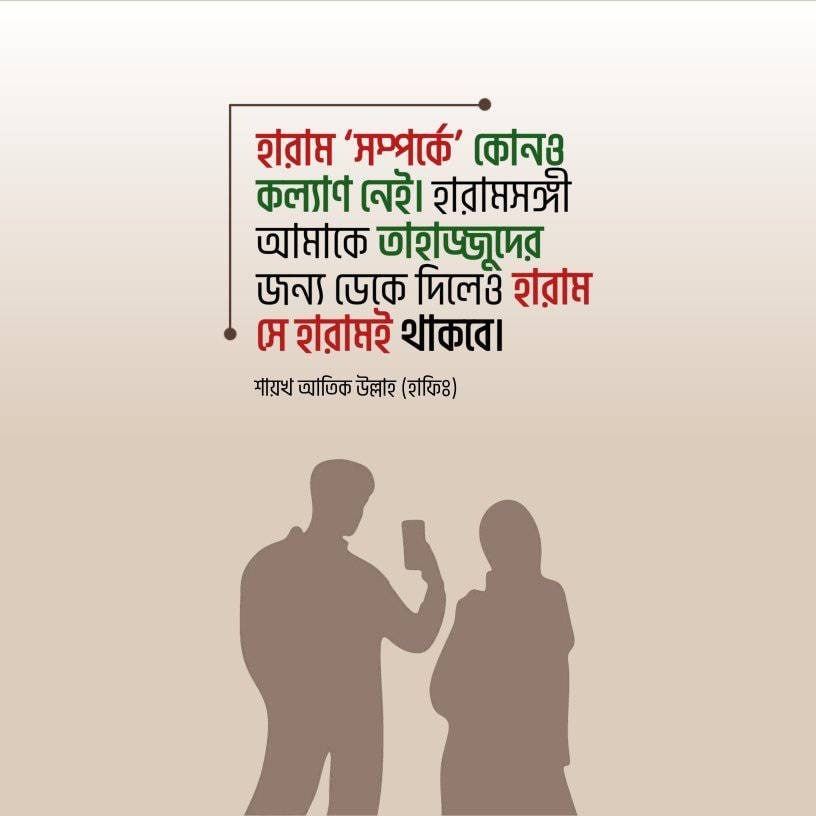 হারাম ‘সম্পর্কে’ কোনও
কল্যাণ নেই। হারামসঙ্গী
আমাকে তাহাজ্জুদের
জন্য ডেকে দিলেও হারাম
সে হারামই থাকবে।
শায়খ আতিক উল্লাহ (হাফিঃ)